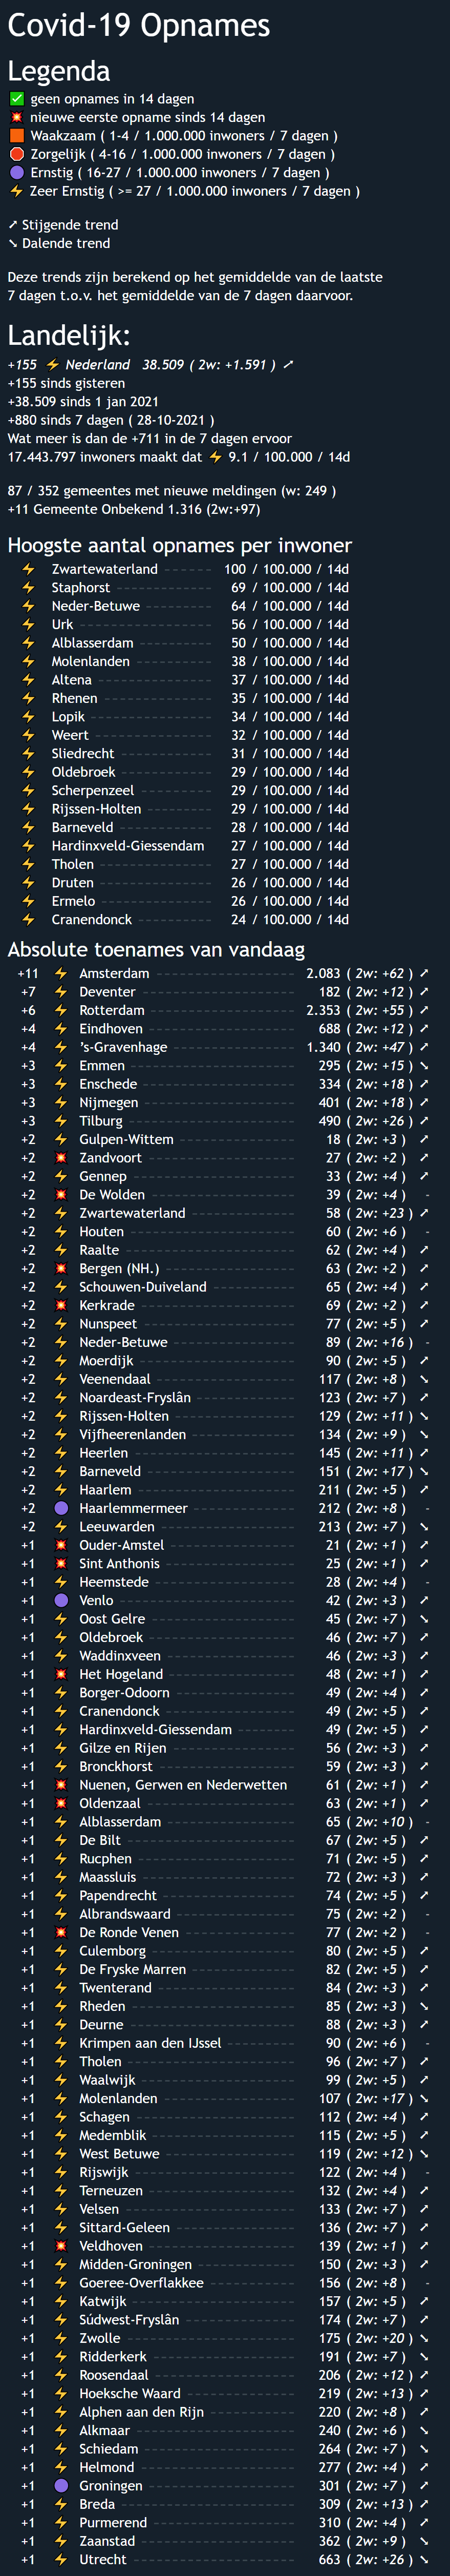 Covid-19 Opnames
Legenda
✅ geen opnames in 14 dagen
💥 nieuwe eerste opname sinds 14 dagen
🟧 Waakzaam ( 1-4 / 1.000.000 inwoners / 7 dagen )
🛑 Zorgelijk ( 4-16 / 1.000.000 inwoners / 7 dagen )
🟣 Ernstig ( 16-27 / 1.000.000 inwoners / 7 dagen )
⚡ Zeer Ernstig ( >= 27 / 1.000.000 inwoners / 7 dagen )
➚ Stijgende trend
➘ Dalende trend
Deze trends zijn berekend op het gemiddelde van de laatste
7 dagen t.o.v. het gemiddelde van de 7 dagen daarvoor.
Landelijk:
+155 ⚡ Nederland 38.509 ( 2w: +1.591 ) ➚
+155 sinds gisteren
+38.509 sinds 1 jan 2021
+880 sinds 7 dagen ( 28-10-2021 )
Wat meer is dan de +711 in de 7 dagen ervoor
17.443.797 inwoners maakt dat ⚡ 9.1 / 100.000 / 14d
87 / 352 gemeentes met nieuwe meldingen (w: 249 )
+11 Gemeente Onbekend 1.316 (2w:+97)
Hoogste aantal opnames per inwoner
⚡ Zwartewaterland 100 / 100.000 / 14d
⚡ Staphorst 69 / 100.000 / 14d
⚡ Neder-Betuwe 64 / 100.000 / 14d
⚡ Urk 56 / 100.000 / 14d
⚡ Alblasserdam 50 / 100.000 / 14d
⚡ Molenlanden 38 / 100.000 / 14d
⚡ Altena 37 / 100.000 / 14d
⚡ Rhenen 35 / 100.000 / 14d
⚡ Lopik 34 / 100.000 / 14d
⚡ Weert 32 / 100.000 / 14d
⚡ Sliedrecht 31 / 100.000 / 14d
⚡ Oldebroek 29 / 100.000 / 14d
⚡ Scherpenzeel 29 / 100.000 / 14d
⚡ Rijssen-Holten 29 / 100.000 / 14d
⚡ Barneveld 28 / 100.000 / 14d
⚡ Hardinxveld-Giessendam 27 / 100.000 / 14d
⚡ Tholen 27 / 100.000 / 14d
⚡ Druten 26 / 100.000 / 14d
⚡ Ermelo 26 / 100.000 / 14d
⚡ Cranendonck 24 / 100.000 / 14d
Absolute toenames van vandaag
+11 ⚡ Amsterdam 2.083 ( 2w: +62 ) ➚
+7 ⚡ Deventer 182 ( 2w: +12 ) ➚
+6 ⚡ Rotterdam 2.353 ( 2w: +55 ) ➚
+4 ⚡ Eindhoven 688 ( 2w: +12 ) ➚
+4 ⚡ 's-Gravenhage 1.340 ( 2w: +47 ) ➚
+3 ⚡ Emmen 295 ( 2w: +15 ) ➘
+3 ⚡ Enschede 334 ( 2w: +18 ) ➚
+3 ⚡ Nijmegen 401 ( 2w: +18 ) ➚
+3 ⚡ Tilburg 490 ( 2w: +26 ) ➚
+2 ⚡ Gulpen-Wittem 18 ( 2w: +3 ) ➚
+2 💥 Zandvoort 27 ( 2w: +2 ) ➚
+2 ⚡ Gennep 33 ( 2w: +4 ) ➚
+2 💥 De Wolden 39 ( 2w: +4 ) -
+2 ⚡ Zwartewaterland 58 ( 2w: +23 ) ➚
+2 ⚡ Houten 60 ( 2w: +6 ) -
+2 ⚡ Raalte 62 ( 2w: +4 ) ➚
+2 💥 Bergen (NH.) 63 ( 2w: +2 ) ➚
+2 ⚡ Schouwen-Duiveland 65 ( 2w: +4 ) ➚
+2 💥 Kerkrade 69 ( 2w: +2 ) ➚
+2 ⚡ Nunspeet 77 ( 2w: +5 ) ➚
+2 ⚡ Neder-Betuwe 89 ( 2w: +16 ) -
+2 ⚡ Moerdijk 90 ( 2w: +5 ) ➚
+2 ⚡ Veenendaal 117 ( 2w: +8 ) ➘
+2 ⚡ Noardeast-Fryslân 123 ( 2w: +7 ) ➚
+2 ⚡ Rijssen-Holten 129 ( 2w: +11 ) ➘
+2 ⚡ Vijfheerenlanden 134 ( 2w: +9 ) ➘
+2 ⚡ Heerlen 145 ( 2w: +11 ) ➚
+2 ⚡ Barneveld 151 ( 2w: +17 ) ➘
+2 ⚡ Haarlem 211 ( 2w: +5 ) ➚
+2 🟣 Haarlemmermeer 212 ( 2w: +8 ) -
+2 ⚡ Leeuwarden 213 ( 2w: +7 ) ➘
+1 💥 Ouder-Amstel 21 ( 2w: +1 ) ➚
+1 💥 Sint Anthonis 25 ( 2w: +1 ) ➚
+1 ⚡ Heemstede 28 ( 2w: +4 ) -
+1 🟣 Venlo 42 ( 2w: +3 ) ➚
+1 ⚡ Oost Gelre 45 ( 2w: +7 ) ➘
+1 ⚡ Oldebroek 46 ( 2w: +7 ) ➚
+1 ⚡ Waddinxveen 46 ( 2w: +3 ) ➚
+1 💥 Het Hogeland 48 ( 2w: +1 ) ➚
+1 ⚡ Borger-Odoorn 49 ( 2w: +4 ) ➚
+1 ⚡ Cranendonck 49 ( 2w: +5 ) ➚
+1 ⚡ Hardinxveld-Giessendam 49 ( 2w: +5 ) ➚
+1 ⚡ Gilze en Rijen 56 ( 2w: +3 ) ➚
+1 ⚡ Bronckhorst 59 ( 2w: +3 ) ➚
+1 💥 Nuenen, Gerwen en Nederwetten 61 ( 2w: +1 ) ➚
+1 💥 Oldenzaal 63 ( 2w: +1 ) ➚
+1 ⚡ Alblasserdam 65 ( 2w: +10 ) -
+1 ⚡ De Bilt 67 ( 2w: +5 ) ➚
+1 ⚡ Rucphen 71 ( 2w: +5 ) ➚
+1 ⚡ Maassluis 72 ( 2w: +3 ) ➚
+1 ⚡ Papendrecht 74 ( 2w: +5 ) ➚
+1 ⚡ Albrandswaard 75 ( 2w: +2 ) -
+1 💥 De Ronde Venen 77 ( 2w: +2 ) -
+1 ⚡ Culemborg 80 ( 2w: +5 ) ➚
+1 ⚡ De Fryske Marren 82 ( 2w: +5 ) ➚
+1 ⚡ Twenterand 84 ( 2w: +3 ) ➚
+1 ⚡ Rheden 85 ( 2w: +3 ) ➘
+1 ⚡ Deurne 88 ( 2w: +3 ) ➚
+1 ⚡ Krimpen aan den IJssel 90 ( 2w: +6 ) -
+1 ⚡ Tholen 96 ( 2w: +7 ) ➚
+1 ⚡ Waalwijk 99 ( 2w: +5 ) ➚
+1 ⚡ Molenlanden 107 ( 2w: +17 ) ➘
+1 ⚡ Schagen 112 ( 2w: +4 ) ➚
+1 ⚡ Medemblik 115 ( 2w: +5 ) ➚
+1 ⚡ West Betuwe 119 ( 2w: +12 ) ➘
+1 ⚡ Rijswijk 122 ( 2w: +4 ) -
+1 ⚡ Terneuzen 132 ( 2w: +4 ) ➚
+1 ⚡ Velsen 133 ( 2w: +7 ) ➚
+1 ⚡ Sittard-Geleen 136 ( 2w: +7 ) ➚
+1 💥 Veldhoven 139 ( 2w: +1 ) ➚
+1 ⚡ Midden-Groningen 150 ( 2w: +3 ) ➚
+1 ⚡ Goeree-Overflakkee 156 ( 2w: +8 ) -
+1 ⚡ Katwijk 157 ( 2w: +5 ) ➚
+1 ⚡ Súdwest-Fryslân 174 ( 2w: +7 ) ➚
+1 ⚡ Zwolle 175 ( 2w: +20 ) ➘
+1 ⚡ Ridderkerk 191 ( 2w: +7 ) ➘
+1 ⚡ Roosendaal 206 ( 2w: +12 ) ➚
+1 ⚡ Hoeksche Waard 219 ( 2w: +13 ) ➚
+1 ⚡ Alphen aan den Rijn 220 ( 2w: +8 ) ➚
+1 ⚡ Alkmaar 240 ( 2w: +6 ) ➘
+1 ⚡ Schiedam 264 ( 2w: +7 ) ➘
+1 ⚡ Helmond 277 ( 2w: +4 ) ➚
+1 🟣 Groningen 301 ( 2w: +7 ) ➚
+1 ⚡ Breda 309 ( 2w: +13 ) ➚
+1 ⚡ Purmerend 310 ( 2w: +4 ) ➚
+1 ⚡ Zaanstad 362 ( 2w: +9 ) ➘
+1 ⚡ Utrecht 663 ( 2w: +26 ) ➘